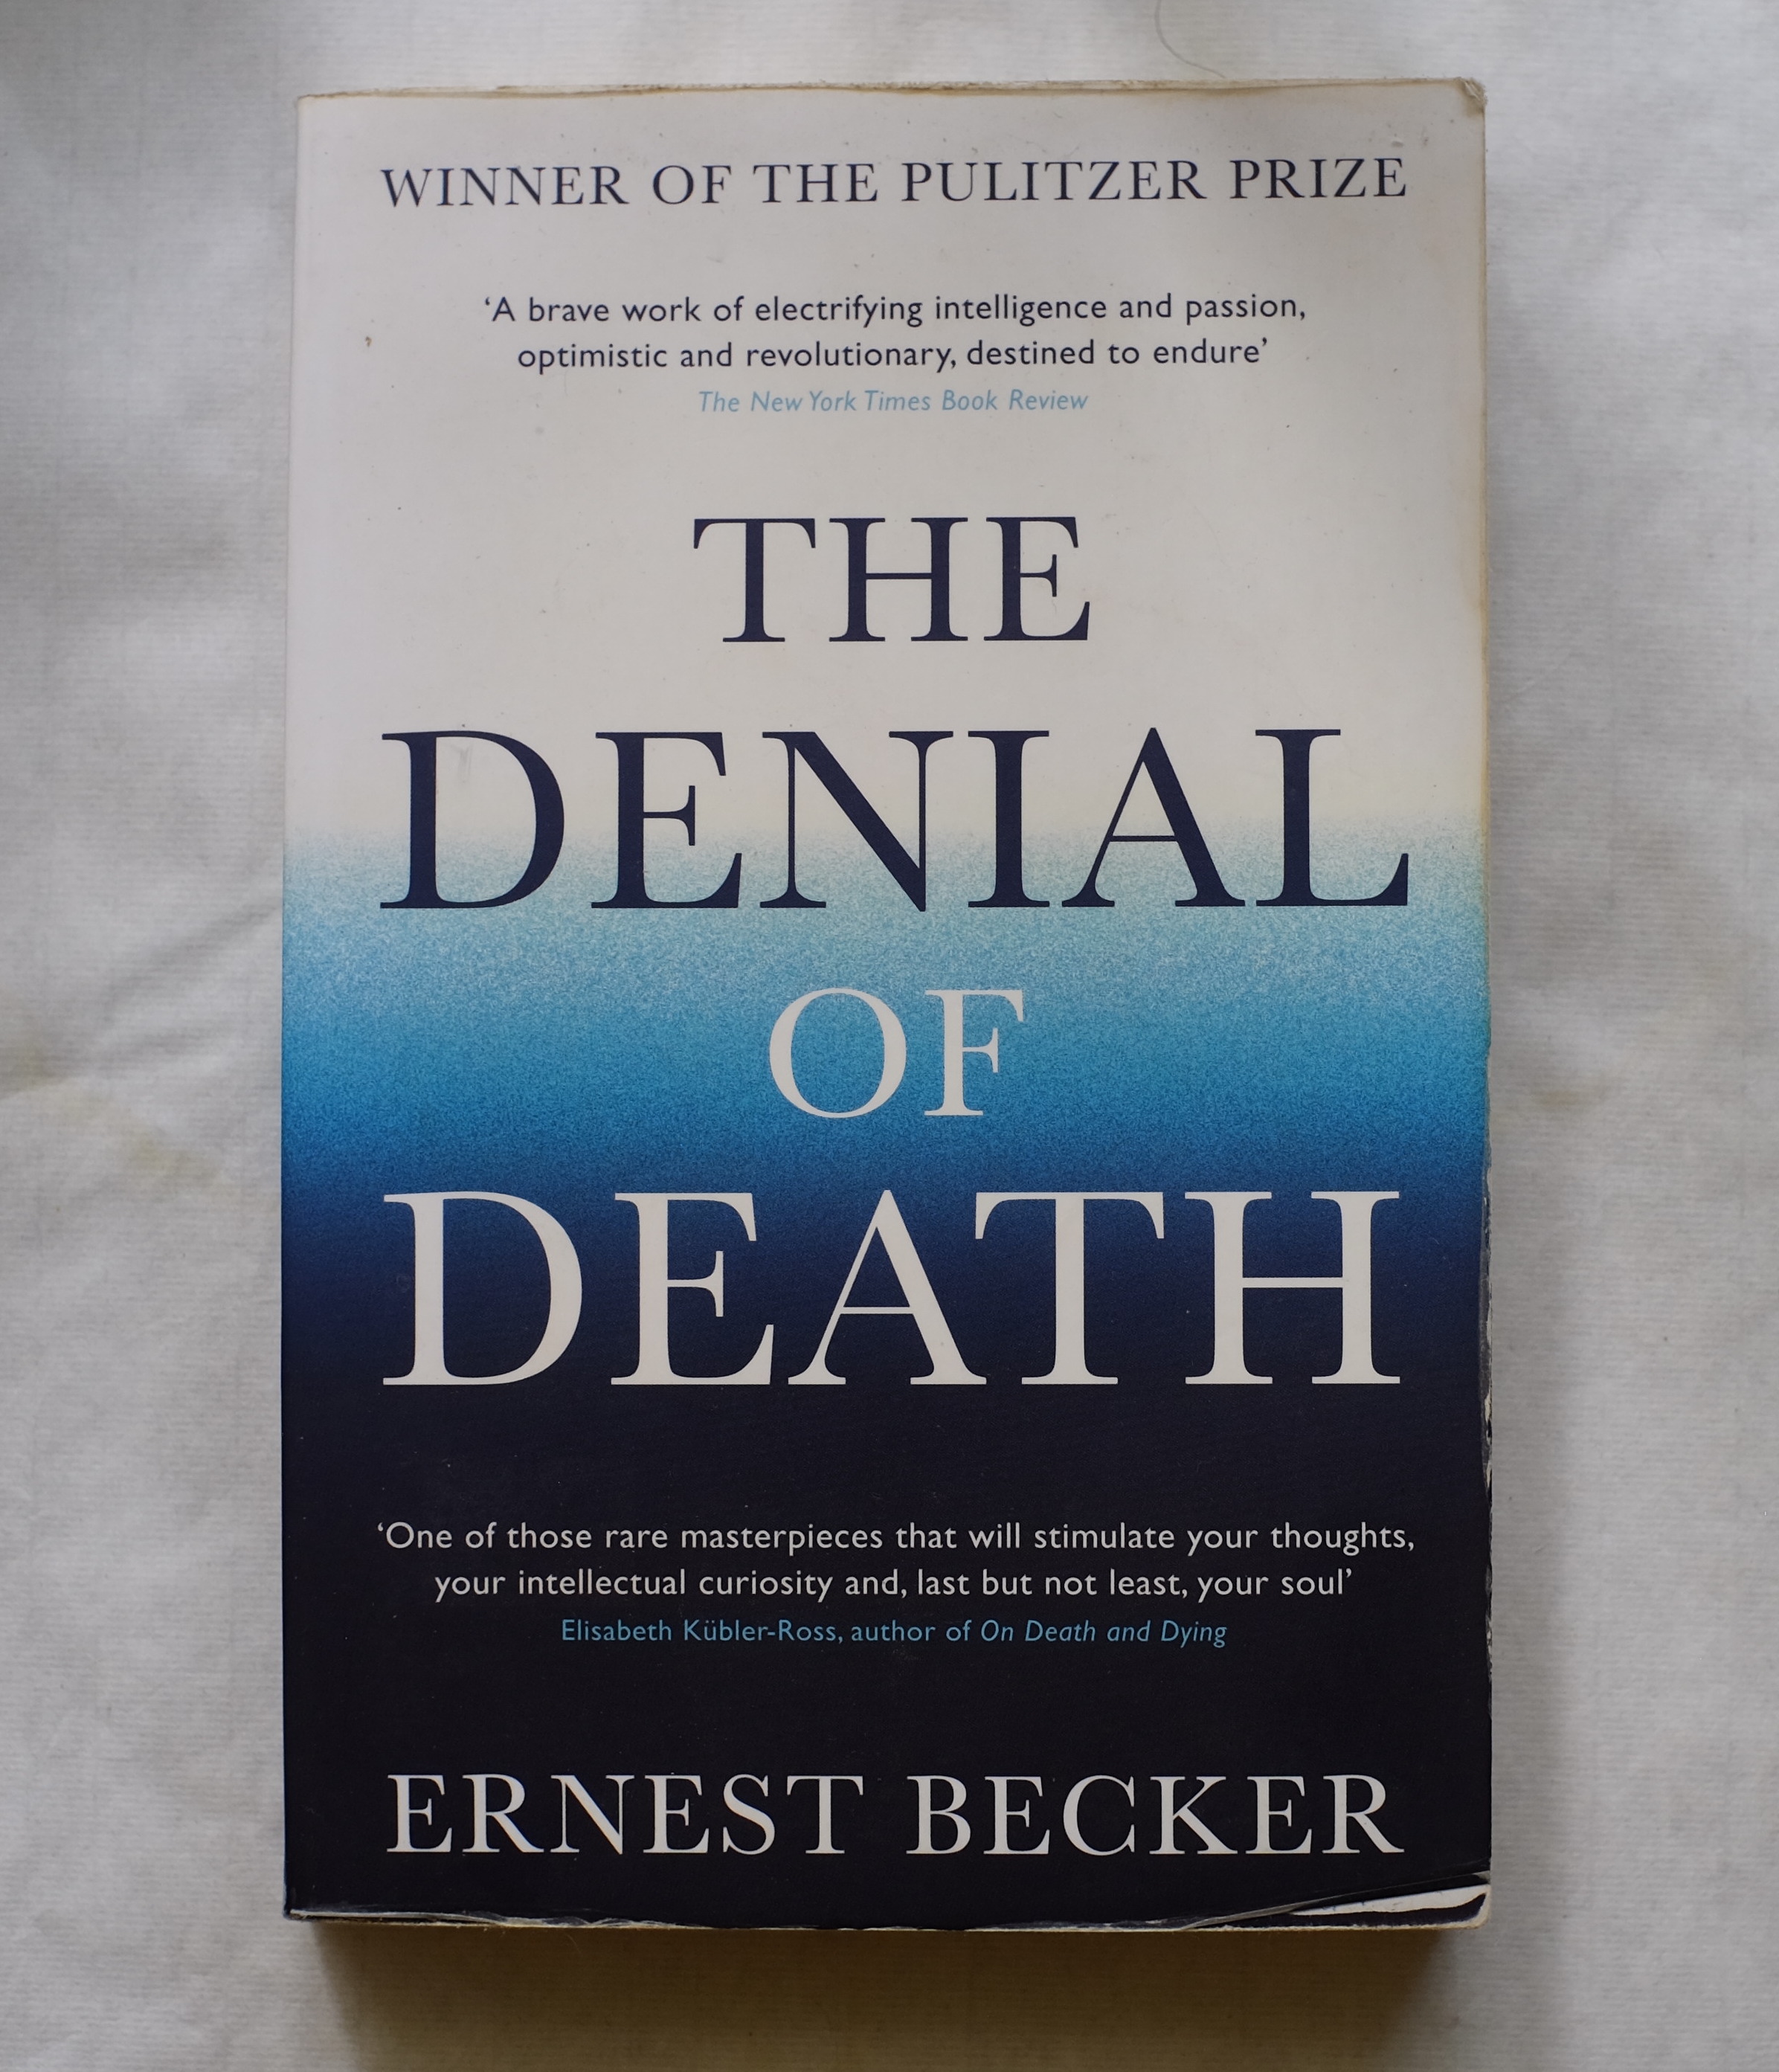 WINNER OF THE PULITZER PRIZE
‘A brave work of electrifying intelligence and passion,
optimistic and revolutionary, destined to endure’
The New York Times Book Review
THE
DENIAL
OF
DEATH
‘One of those rare masterpieces that will stimulate your thoughts,
your intellectual curiosity and, last but not least, your soul’
Elisabeth Kübler-Ross, author of On Death and Dying
ERNEST BECKER